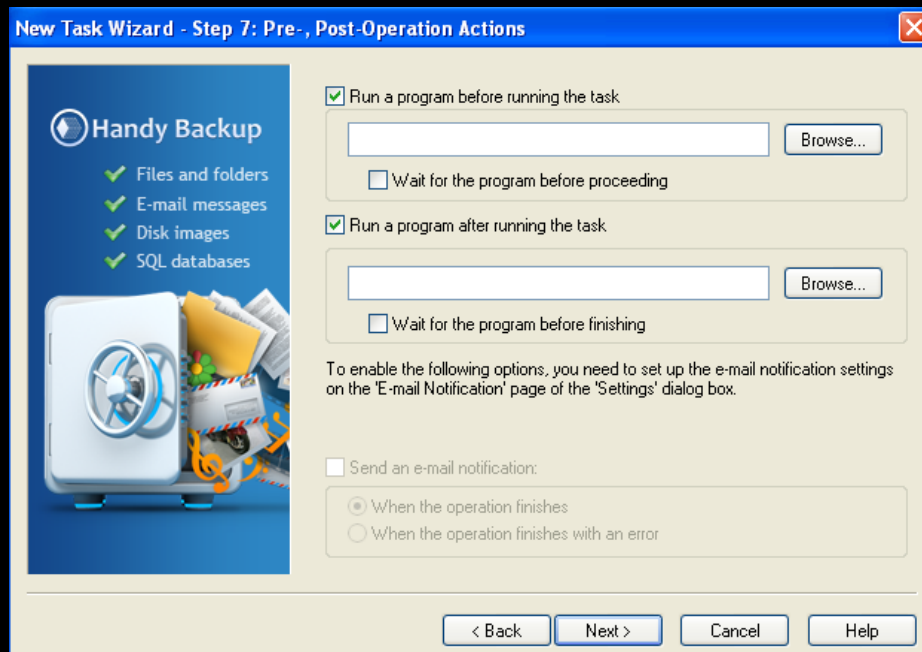 New Task Wizard - Step 7: Pre-, Post-Operation Actions
Handy Backup
Files and folders
E-mail messages
Disk images
SQL databases
Run a program before running the task
Browse...
Wait for the program before proceeding
Run a program after running the task
Browse...
Wait for the program before finishing
To enable the following options, you need to set up the e-mail notification settings
on the 'E-mail Notification' page of the 'Settings' dialog box.
Send an e-mail notification:
When the operation finishes
When the operation finishes with an error
< Back
Next >
Cancel
Help